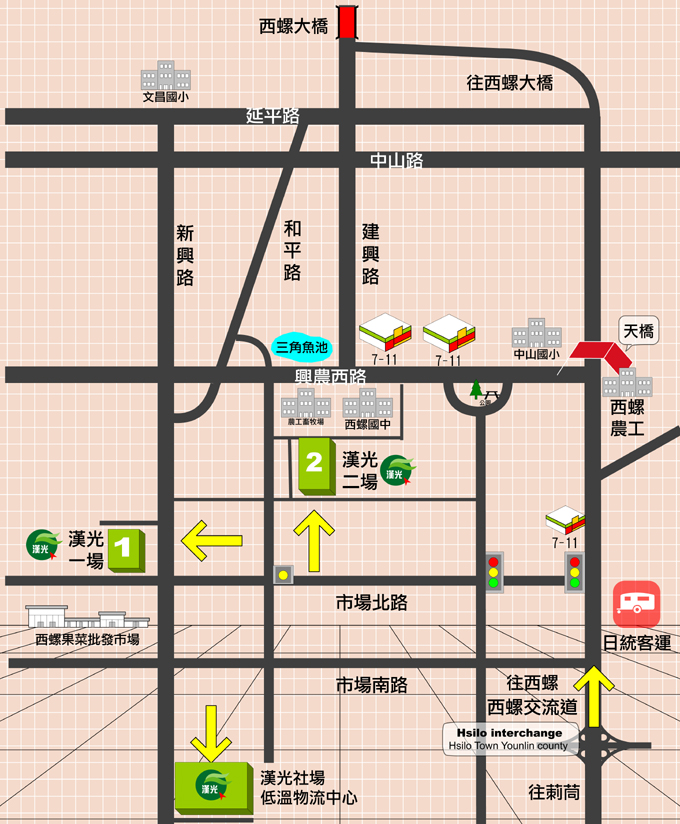 西螺大橋
往西螺大橋
文昌國小
延平路
中山路
新興路
和平路
建興路
天橋
三角魚池
7-11
7-11
中山國小
興農西路
農工畜牧場
西螺國中
公園
西螺
農工
2
漢光
二場
漢光
7-11
漢光
漢光
一場
1
市場北路
西螺果菜批發市場
日統客運
市場南路
往西螺
西螺交流道
Hsilo interchange
Hsilo Town Younlin county
漢光
漢光社場
低溫物流中心
往莿茼